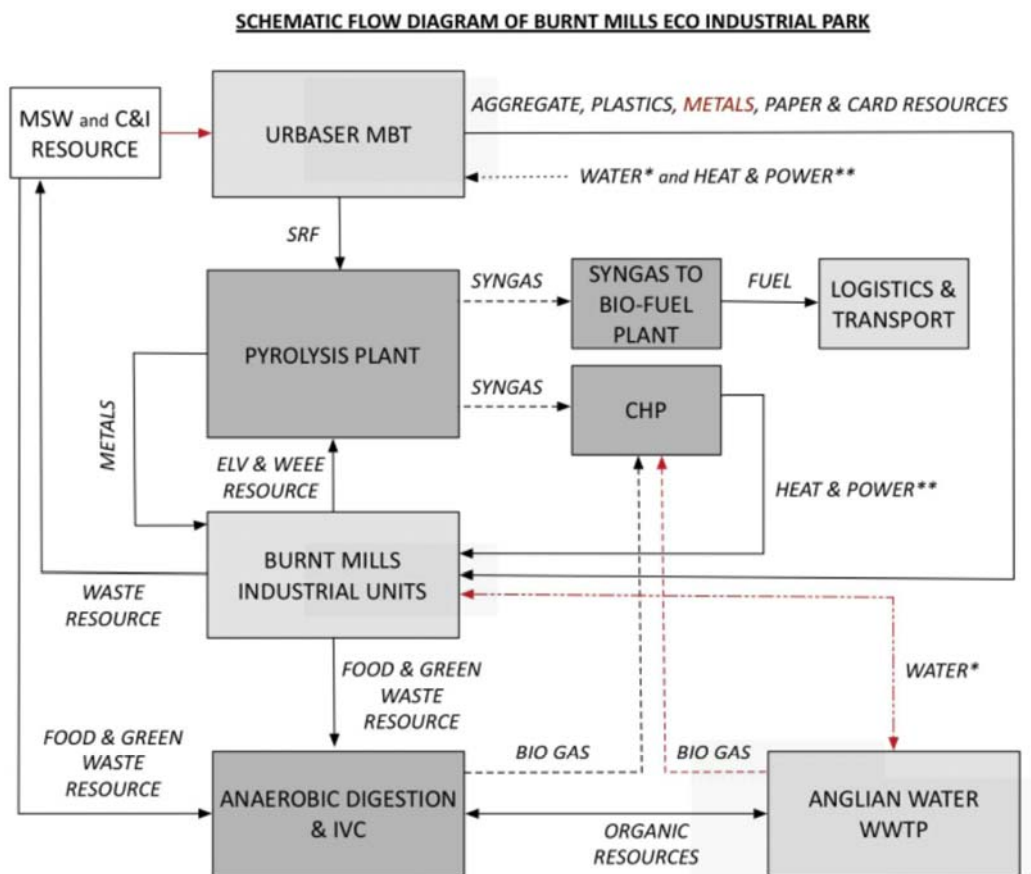 SCHEMATIC FLOW DIAGRAM OF BURNT MILLS ECO INDUSTRIAL PARK
MSW and C&I
RESOURCE
URBASER MBT
AGGREGATE, PLASTICS, METALS, PAPER & CARD RESOURCES
WATER* and HEAT & POWER**
SRF
PYROLYSIS PLANT
SYNGAS
SYNGAS TO
BIO-FUEL
PLANT
FUEL
LOGISTICS &
TRANSPORT
SYNGAS
CHP
METALS
ELV & WEEE
RESOURCE
HEAT & POWER**
BURNT MILLS
INDUSTRIAL UNITS
WASTE
RESOURCE
FOOD & GREEN
WASTE
RESOURCE
WATER*
FOOD & GREEN
WASTE
RESOURCE
BIO GAS
BIO GAS
ANAEROBIC DIGESTION
& IVC
ORGANIC
RESOURCES
ANGLIAN WATER
WWTP